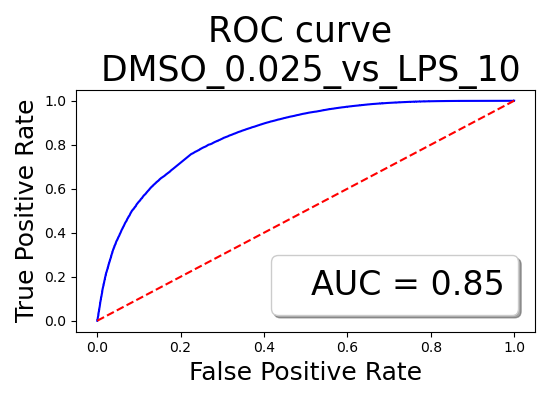 ROC curve
DMSO_0.025_vs_LPS_10
True Positive Rate
1.0
0.8
0.6
0.4
0.2
0.0
AUC = 0.85
0.0 0.2 0.4 0.6 0.8 1.0
False Positive Rate